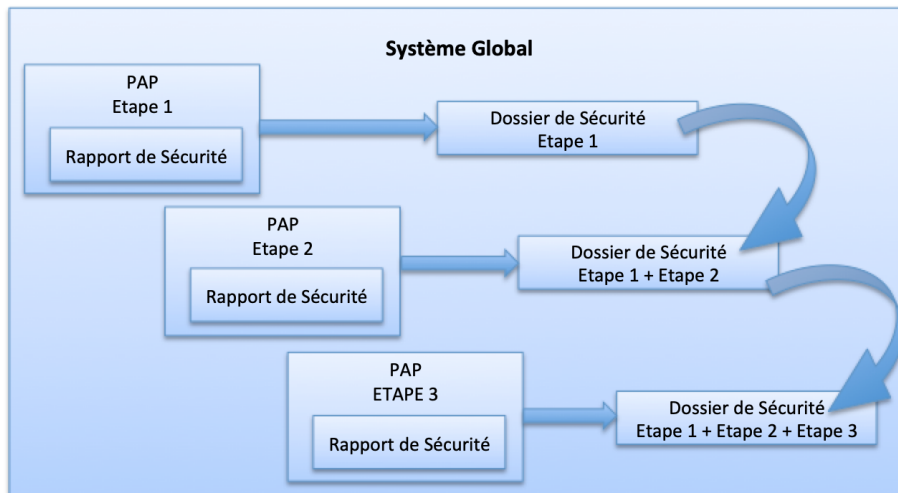 Système Global
PAP
Etape 1
Rapport de Sécurité
Dossier de Sécurité
Etape 1
PAP
Etape 2
Rapport de Sécurité
Dossier de Sécurité
Etape 1 + Etape 2
PAP
ETAPE 3
Rapport de Sécurité
Dossier de Sécurité
Etape 1 + Etape 2 + Etape 3